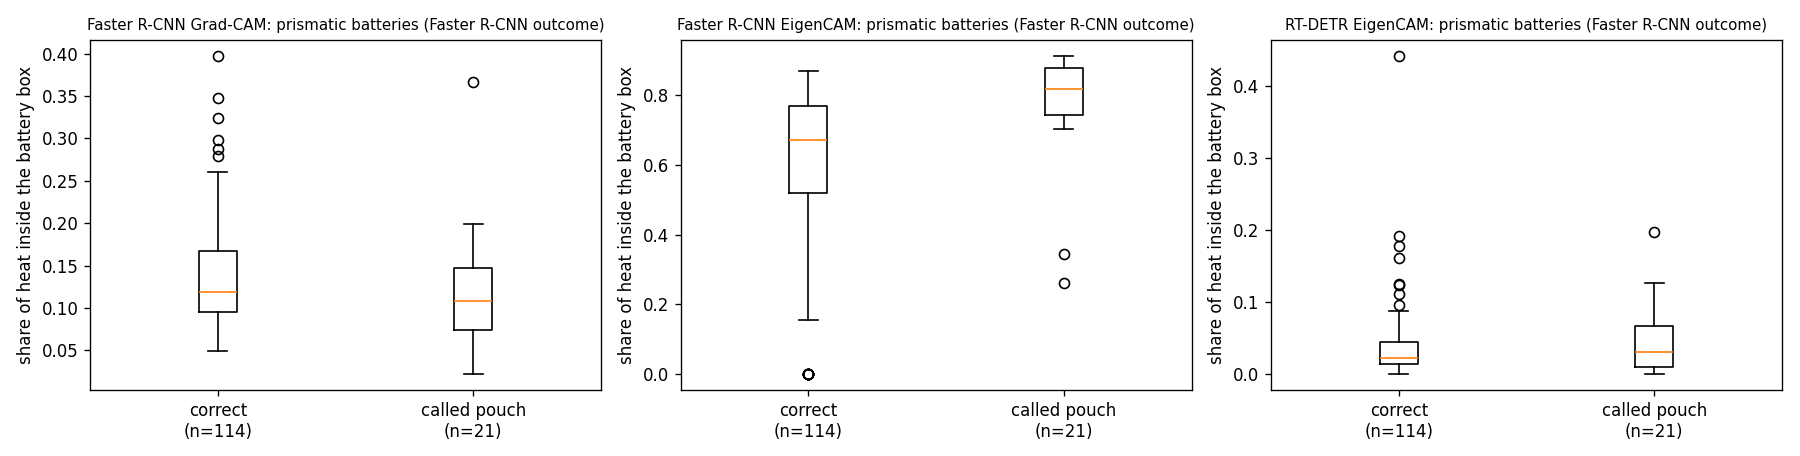 Faster R-CNN Grad-CAM: prismatic batteries (Faster R-CNN outcome)
share of heat inside the battery box
0.40
0.35
0.30
0.25
0.20
0.15
0.10
0.05
correct
(n=114)
called pouch
(n=21)
Faster R-CNN EigenCAM: prismatic batteries (Faster R-CNN outcome)
share of heat inside the battery box
0.8
0.6
0.4
0.2
0.0
correct
(n=114)
called pouch
(n=21)
RT-DETR EigenCAM: prismatic batteries (Faster R-CNN outcome)
share of heat inside the battery box
0.4
0.3
0.2
0.1
0.0
correct
(n=114)
called pouch
(n=21)